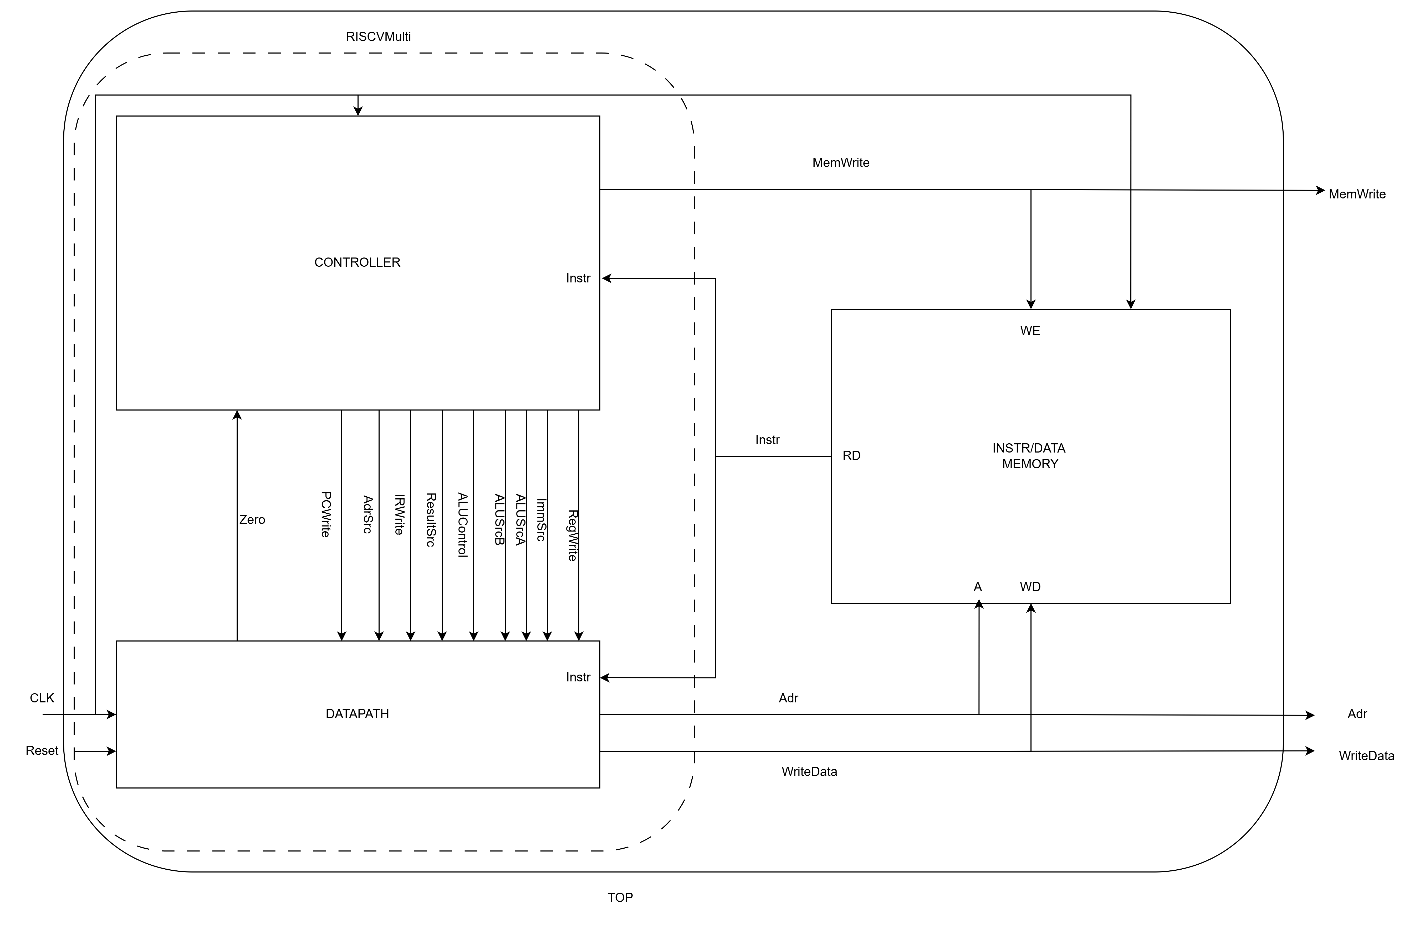 RISCVMulti
MemWrite
MemWrite
CONTROLLER
Instr
WE
Instr
RD
INSTR/DATA
MEMORY
Zero
PCWrite
AdrSrc
IRWrite
ResultSrc
ALUControl
ALUSrcB
ALUSrcA
ImmSrc
RegWrite
A
WD
Instr
CLK
DATAPATH
Adr
Adr
Reset
WriteData
WriteData
TOP